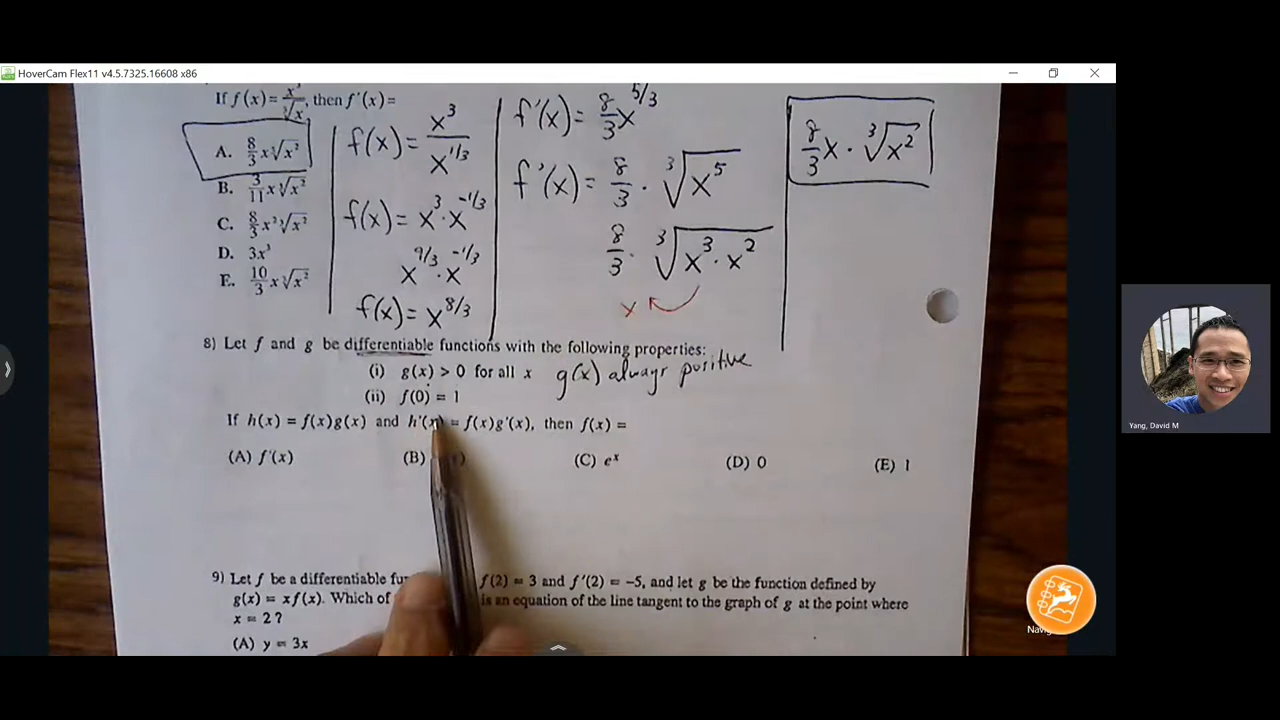 HoverCam Flex11 v4.5.7325.16608 x86
If f(x) = x³/∛x, then f'(x)=
A. 8/3 x∛x²
B. 3/11 x∛x²
C. 8/3 x²∛x²
D. 3x³
E. 10/3 x∛x²
f(x) = x³/x^1/3
f(x) = x³ · x^-1/3
x^9/3 · x^-1/3
f(x) = x^8/3
f'(x) = 8/3 x^5/3
f'(x) = 8/3 · ∛x⁵
8/3 · ∛x³ · x²
x
8/3 x · ∛x²
8) Let f and g be differentiable functions with the following properties:
(i) g(x) > 0 for all x g(x) always positive
(ii) f(0) = 1
If h(x) = f(x)g(x) and h'(x) = f(x)g'(x), then f(x) =
(A) f'(x) (B) (C) eˣ (D) 0 (E) 1
9) Let f be a differentiable f(2) = 3 and f'(2) = −5, and let g be the function defined by
g(x) = xf(x). Which of is an equation of the line tangent to the graph of g at the point where
x = 2?
(A) y = 3x
Yang, David M